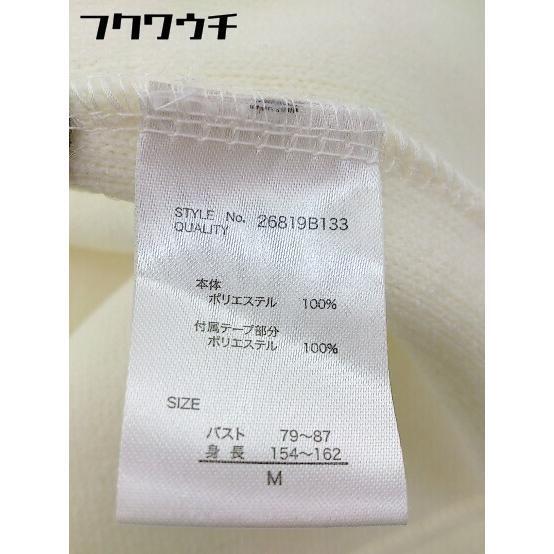 フクワウチ
STYLE No. 26819B133
QUALITY
本体
ポリエステル 100%
付属テープ部分
ポリエステル 100%
SIZE
バスト 79〜87
身長 154〜162
M